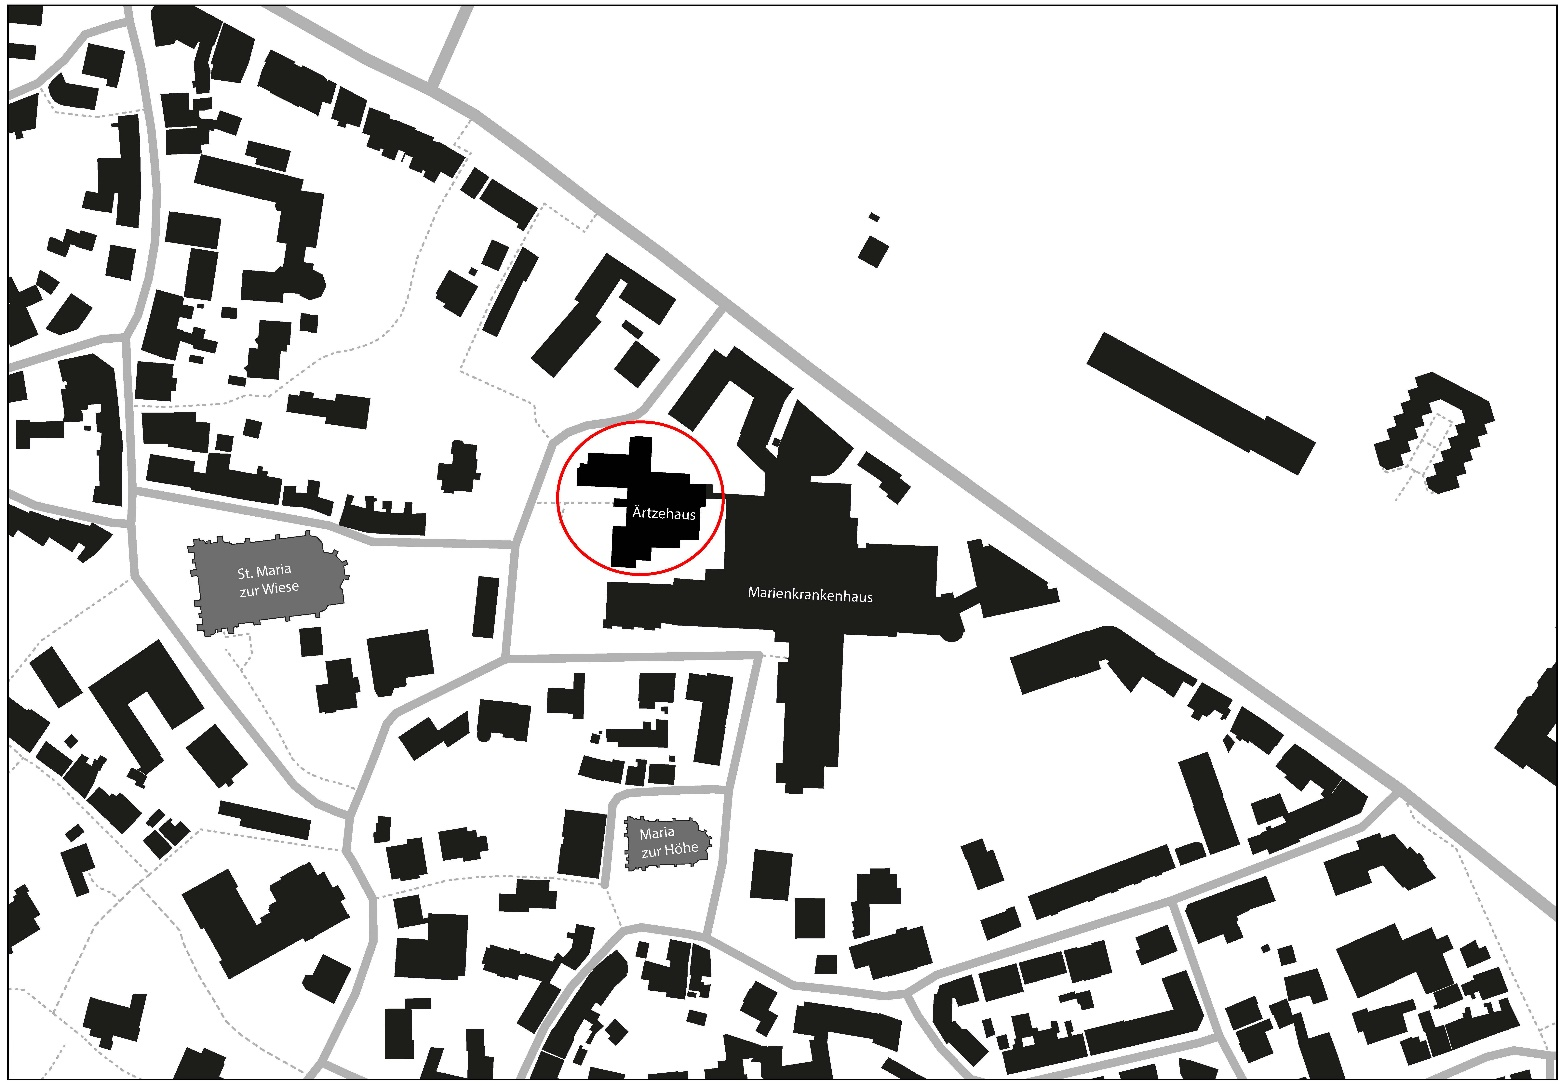 Ärtzehaus
St. Maria
zur Wiese
Marienkrankenhaus
Maria
zur Höhe